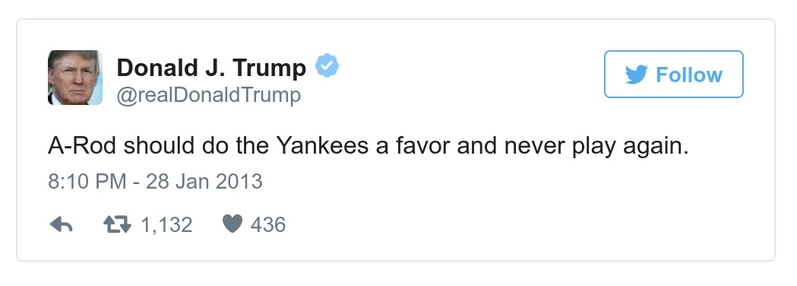 Donald J. Trump
@realDonaldTrump
Follow
A-Rod should do the Yankees a favor and never play again.
8:10 PM - 28 Jan 2013
1,132 436